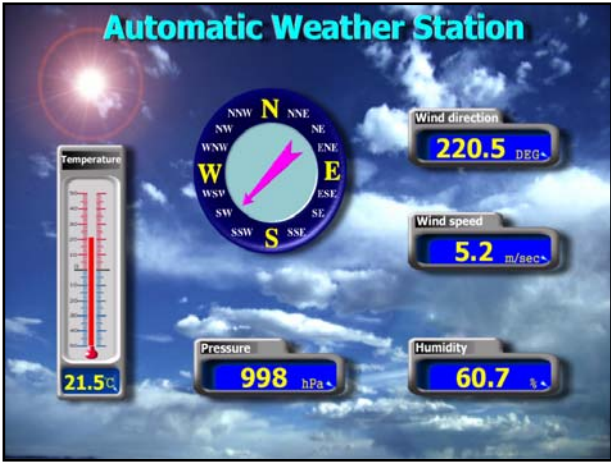 Automatic Weather Station
N
NNW NNE
NW NE
WNW ENE
W E
WSW ESE
SW SE
SSW SSE
S
Temperature
21.5℃
Wind direction
220.5 DEG
Wind speed
5.2 m/sec
Pressure
998 hPa
Humidity
60.7 %